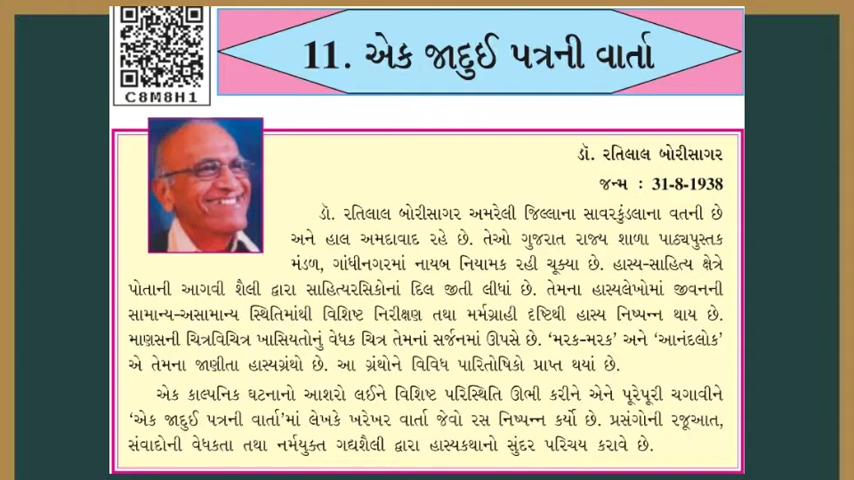 C8M8H1
11. એક જાદુઈ પત્રની વાર્તા
ડૉ. રતિલાલ બોરીસાગર
જન્મ : 31-8-1938
ડૉ. રતિલાલ બોરીસાગર અમરેલી જિલ્લાના સાવરકુંડલાના વતની છે
અને હાલ અમદાવાદ રહે છે. તેઓ ગુજરાત રાજ્ય શાળા પાઠ્યપુસ્તક
મંડળ, ગાંધીનગરમાં નાયબ નિયામક રહી ચૂક્યા છે. હાસ્ય-સાહિત્ય ક્ષેત્રે
પોતાની આગવી શૈલી દ્વારા સાહિત્યરસિકોનાં દિલ જીતી લીધાં છે. તેમના હાસ્યલેખોમાં જીવનની
સામાન્ય-અસામાન્ય સ્થિતિમાંથી વિશિષ્ટ નિરીક્ષણ તથા મર્મગ્રાહી દૃષ્ટિથી હાસ્ય નિષ્પન્ન થાય છે.
માણસની ચિત્રવિચિત્ર ખાસિયતોનું વેધક ચિત્ર તેમનાં સર્જનમાં ઊપસે છે. ‘મરક-મરક’ અને ‘આનંદલોક’
એ તેમના જાણીતા હાસ્યગ્રંથો છે. આ ગ્રંથોને વિવિધ પારિતોષિકો પ્રાપ્ત થયાં છે.
એક કાલ્પનિક ઘટનાનો આશરો લઈને વિશિષ્ટ પરિસ્થિતિ ઊભી કરીને એને પૂરેપૂરી ચગાવીને
‘એક જાદુઈ પત્રની વાર્તા’માં લેખકે ખરેખર વાર્તા જેવો રસ નિષ્પન્ન કર્યો છે. પ્રસંગોની રજૂઆત,
સંવાદોની વેધકતા તથા નર્મયુક્ત ગદ્યશૈલી દ્વારા હાસ્યકથાનો સુંદર પરિચય કરાવે છે.